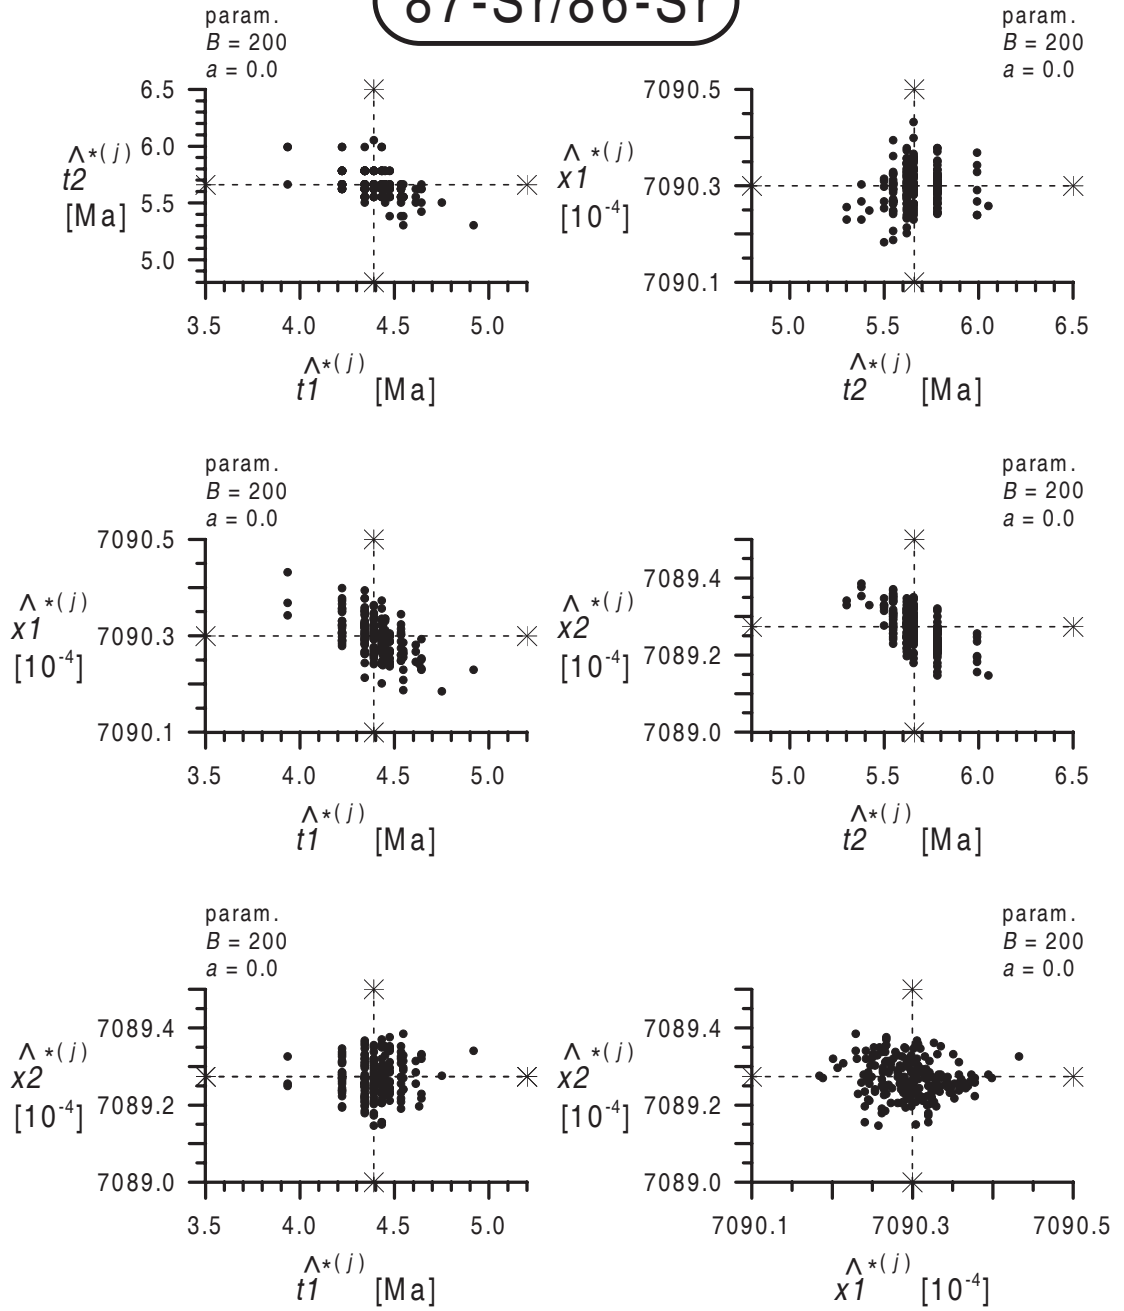 87-Sr/86-Sr
param.
B = 200
a = 0.0
6.5
6.0
5.5
5.0
t2^*(j)
[Ma]
3.5 4.0 4.5 5.0
t1^*(j) [Ma]
param.
B = 200
a = 0.0
7090.5
7090.3
7090.1
x1^*(j)
[10-4]
5.0 5.5 6.0 6.5
t2^*(j) [Ma]
param.
B = 200
a = 0.0
7090.5
7090.3
7090.1
x1^*(j)
[10-4]
3.5 4.0 4.5 5.0
t1^*(j) [Ma]
param.
B = 200
a = 0.0
7089.4
7089.2
7089.0
x2^*(j)
[10-4]
5.0 5.5 6.0 6.5
t2^*(j) [Ma]
param.
B = 200
a = 0.0
7089.4
7089.2
7089.0
x2^*(j)
[10-4]
3.5 4.0 4.5 5.0
t1^*(j) [Ma]
param.
B = 200
a = 0.0
7089.4
7089.2
7089.0
x2^*(j)
[10-4]
7090.1 7090.3 7090.5
x1^*(j) [10-4]